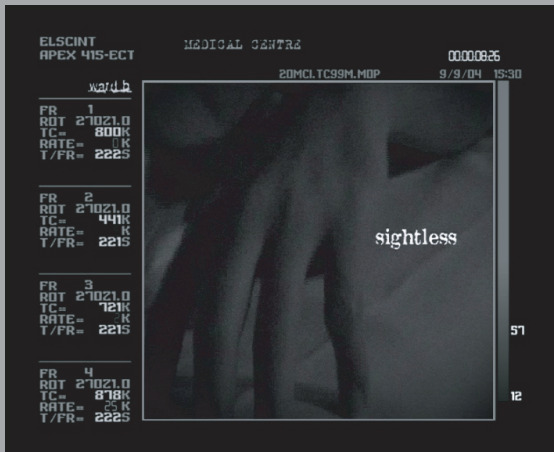 ELSCINT
APEX 415-ECT
MEDICAL CENTRE
00:00:08:26
20MCI.TC99M.MDP
9/9/04 15:30
ward b
FR 1
ROT 27021.0
TC= 800K
RATE= 0K
T/FR= 222S
FR 2
ROT 27021.0
TC= 441K
RATE= K
T/FR= 221S
FR 3
ROT 27021.0
TC= 721K
RATE= K
T/FR= 221S
FR 4
ROT 27021.0
TC= 878K
RATE= 25 K
T/FR= 222S
sightless
57
12